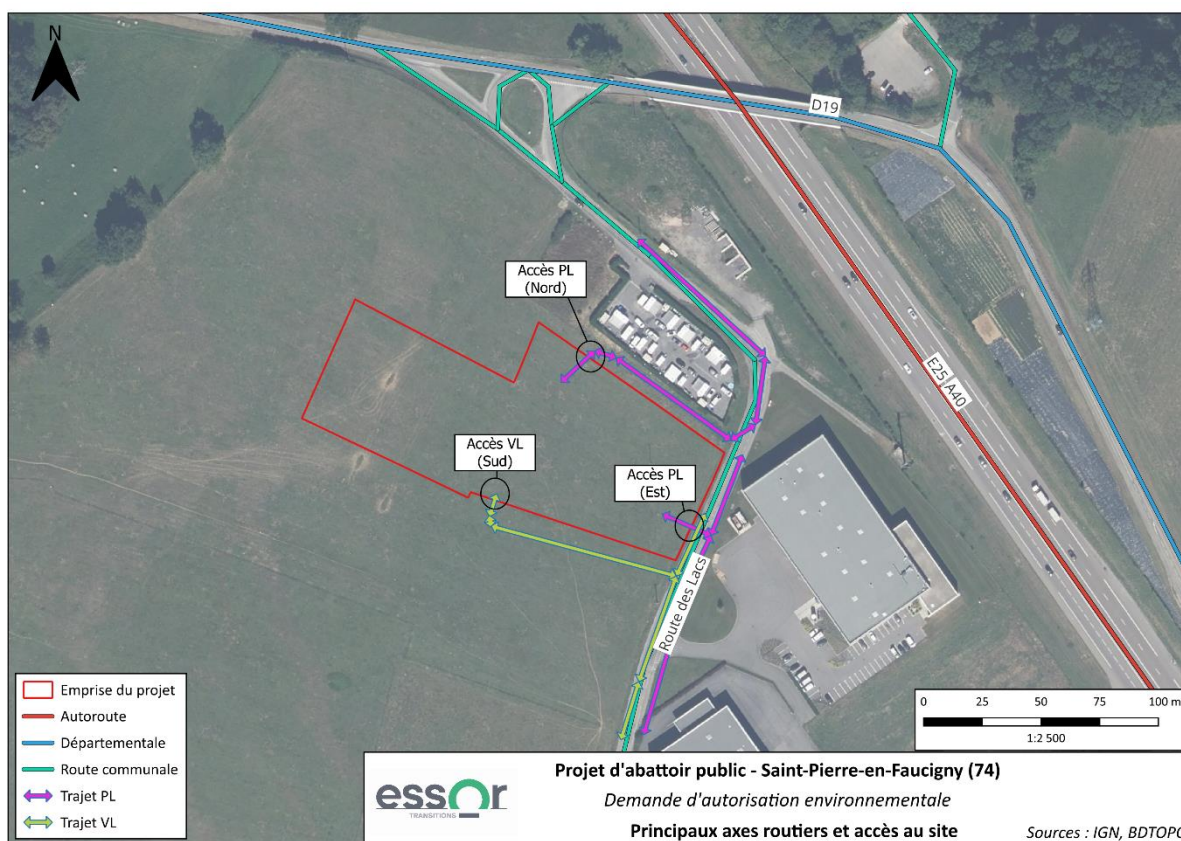 N
D19
Accès PL
(Nord)
E25 A40
Accès VL
(Sud)
Accès PL
(Est)
Route des Lacs
Emprise du projet
Autoroute
Départementale
Route communale
Trajet PL
Trajet VL
0 25 50 75 100 m
1:2 500
essor
TRANSITIONS
Projet d'abattoir public - Saint-Pierre-en-Faucigny (74)
Demande d'autorisation environnementale
Principaux axes routiers et accès au site
Sources : IGN, BDTOPO